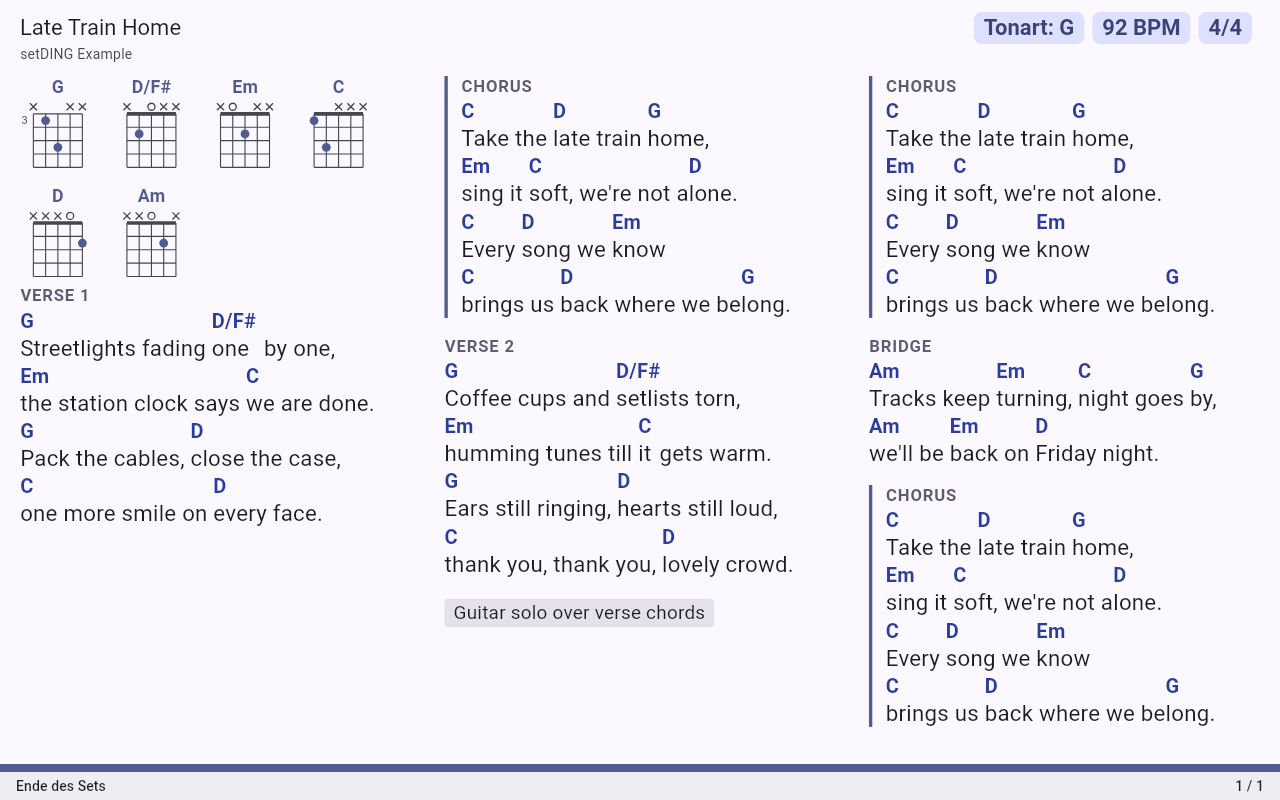 Late Train Home
setDING Example
Tonart: G 92 BPM 4/4
G D/F# Em C
3
D Am
VERSE 1
G D/F#
Streetlights fading one by one,
Em C
the station clock says we are done.
G D
Pack the cables, close the case,
C D
one more smile on every face.
CHORUS
C D G
Take the late train home,
Em C D
sing it soft, we're not alone.
C D Em
Every song we know
C D G
brings us back where we belong.
VERSE 2
G D/F#
Coffee cups and setlists torn,
Em C
humming tunes till it gets warm.
G D
Ears still ringing, hearts still loud,
C D
thank you, thank you, lovely crowd.
Guitar solo over verse chords
CHORUS
C D G
Take the late train home,
Em C D
sing it soft, we're not alone.
C D Em
Every song we know
C D G
brings us back where we belong.
BRIDGE
Am Em C G
Tracks keep turning, night goes by,
Am Em D
we'll be back on Friday night.
CHORUS
C D G
Take the late train home,
Em C D
sing it soft, we're not alone.
C D Em
Every song we know
C D G
brings us back where we belong.
Ende des Sets
1 / 1